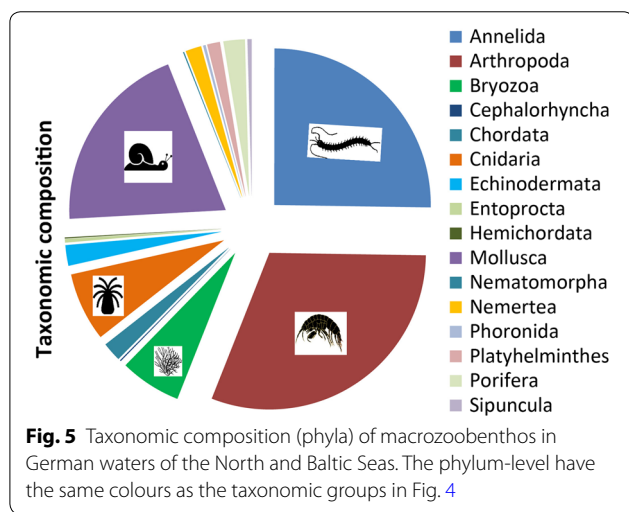 Taxonomic composition
Annelida
Arthropoda
Bryozoa
Cephalorhyncha
Chordata
Cnidaria
Echinodermata
Entoprocta
Hemichordata
Mollusca
Nematomorpha
Nemertea
Phoronida
Platyhelminthes
Porifera
Sipuncula
Fig. 5 Taxonomic composition (phyla) of macrozoobenthos in
German waters of the North and Baltic Seas. The phylum-level have
the same colours as the taxonomic groups in Fig. 4